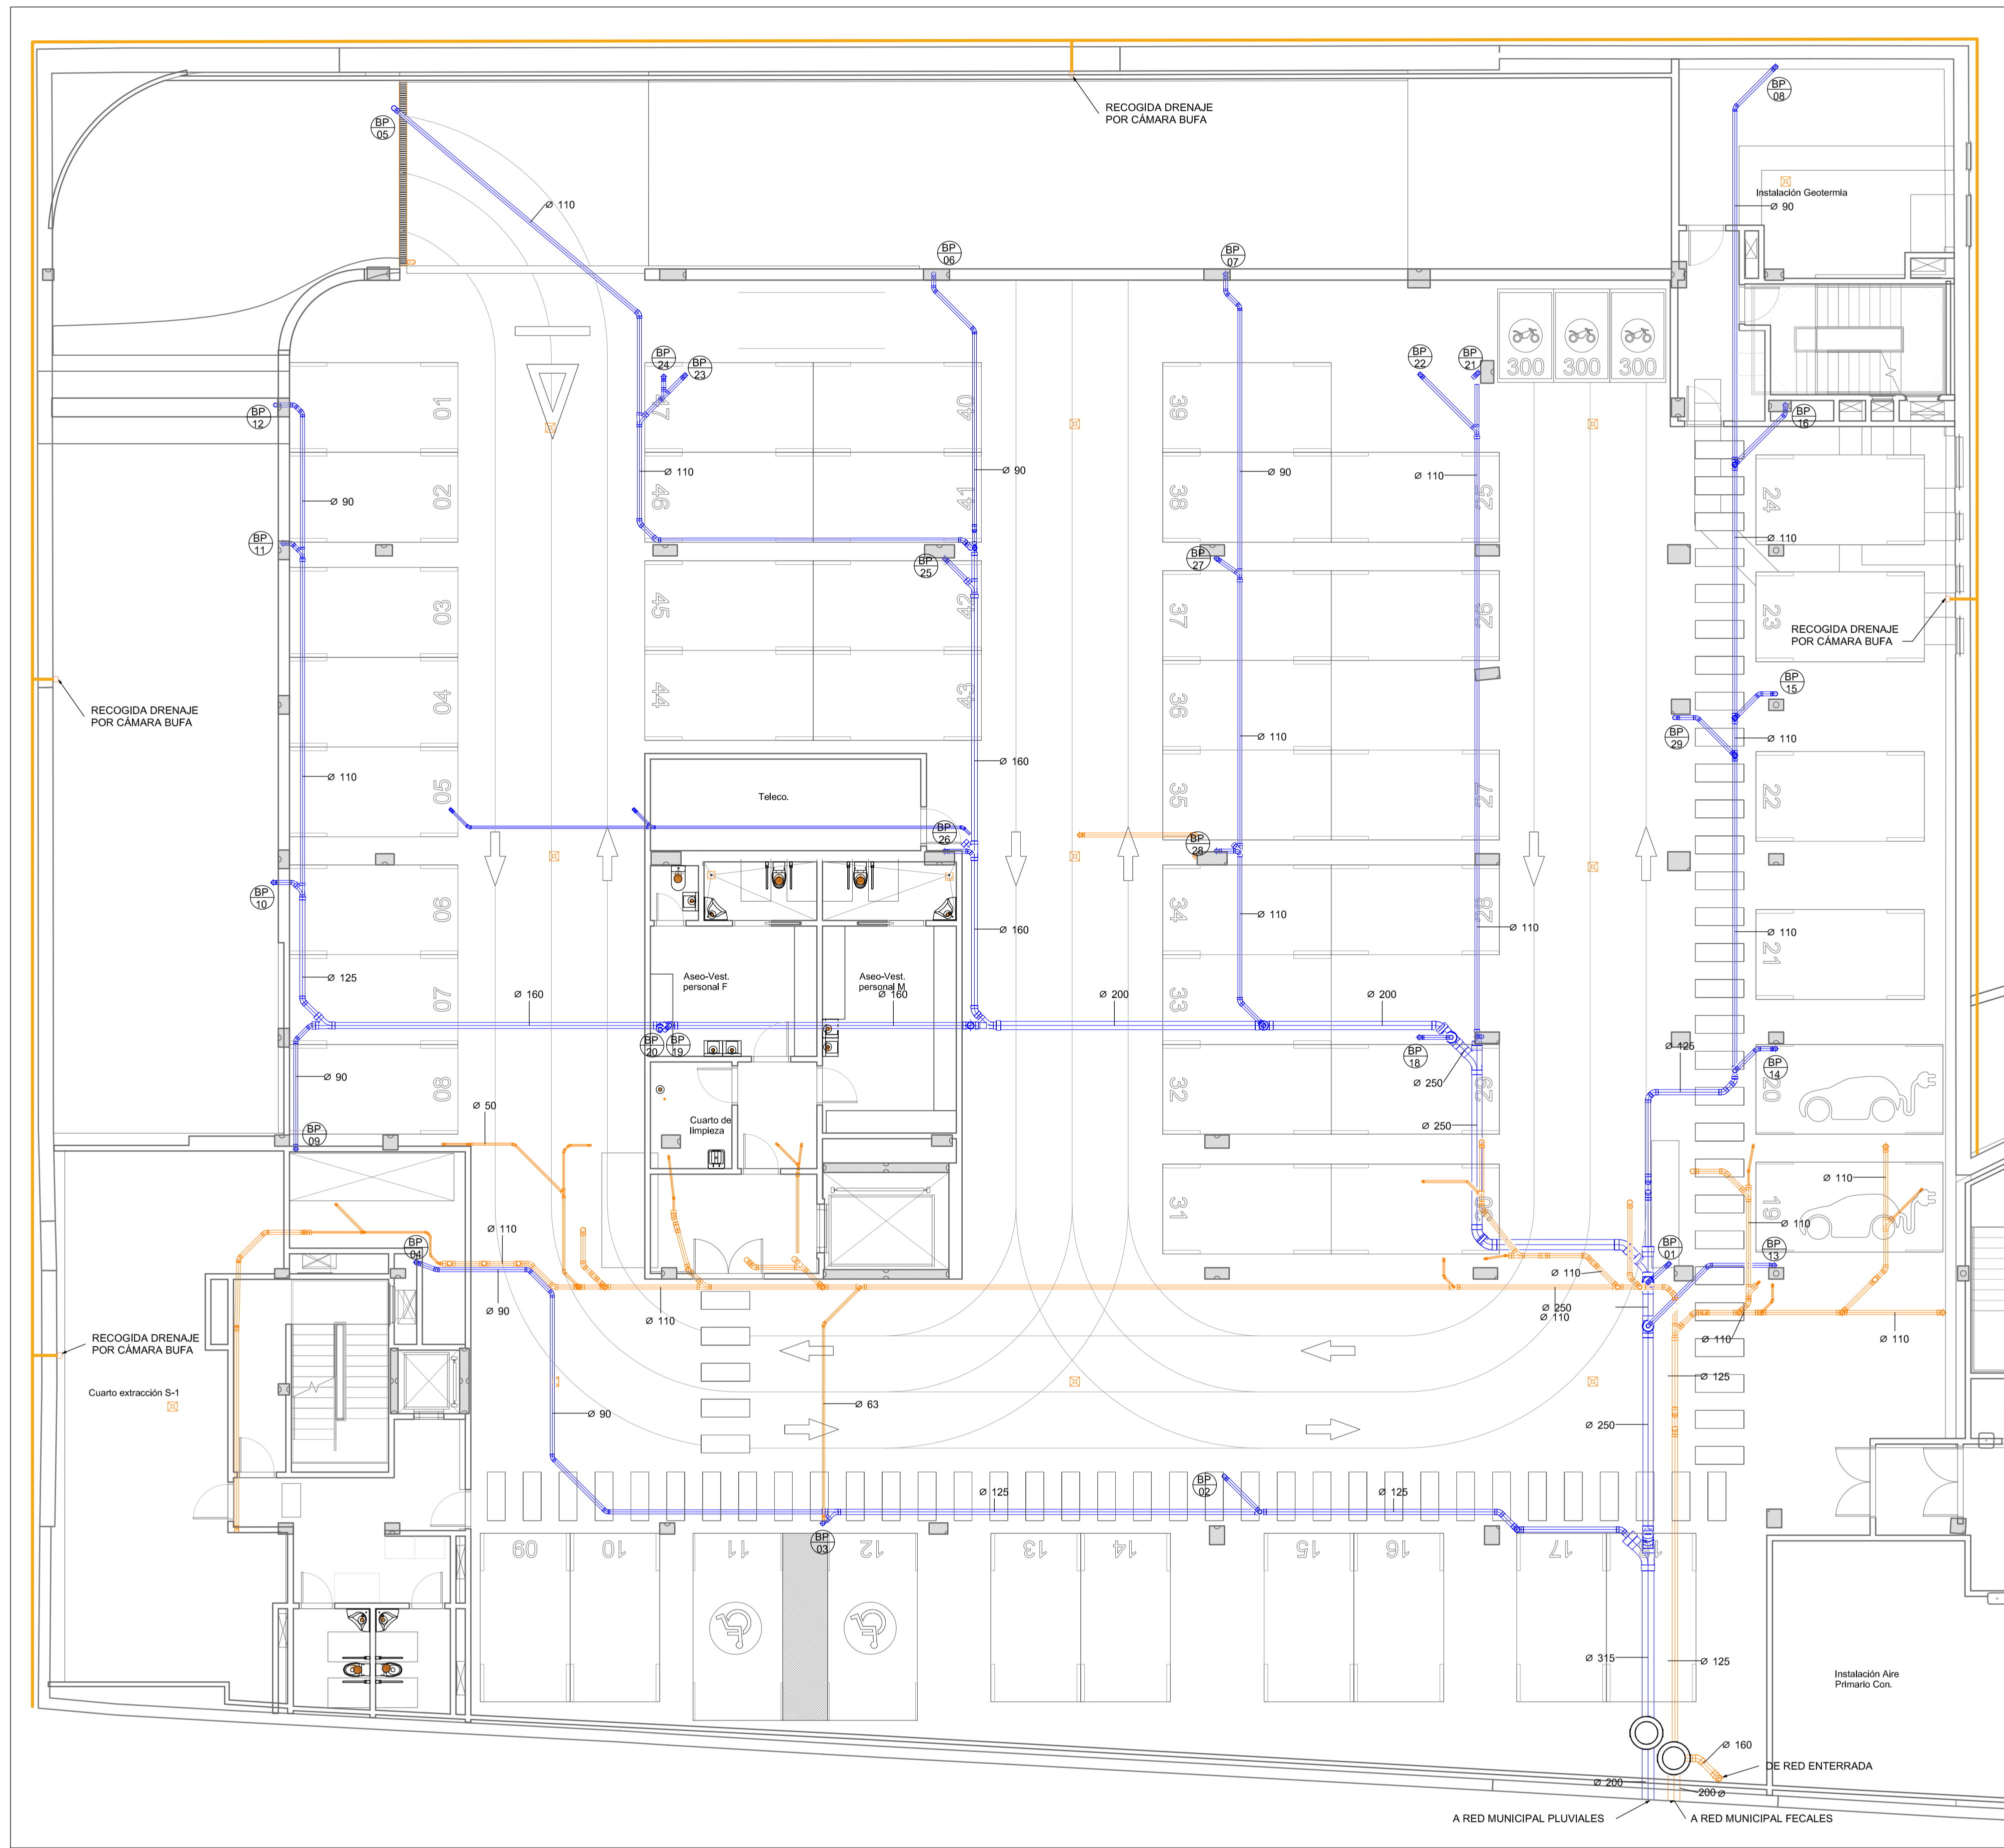 BP
08
RECOGIDA DRENAJE
POR CÁMARA BUFA
BP
05
Instalación Geotermia
Ø 110
Ø 90
BP
06
BP
07
300
300
300
BP
24
BP
23
BP
22
BP
21
BP
12
01
47
40
39
BP
16
Ø 90
Ø 110
Ø 90
Ø 90
Ø 110
02
46
41
38
25
24
BP
11
BP
25
BP
27
Ø 110
03
45
42
37
26
23
RECOGIDA DRENAJE
POR CÁMARA BUFA
RECOGIDA DRENAJE
POR CÁMARA BUFA
04
44
43
36
BP
15
BP
29
Ø 110
Ø 110
Ø 110
Ø 160
05
Teleco.
35
27
22
BP
26
BP
28
BP
10
06
34
28
Ø 160
Ø 110
Ø 110
Ø 110
21
Ø 125
07
Aseo-Vest.
personal F
Aseo-Vest.
personal M
33
Ø 160
Ø 160
Ø 200
Ø 200
BP
20
BP
19
BP
18
Ø 125
BP
14
Ø 90
08
32
29
20
Ø 250
Ø 50
Cuarto de
limpieza
Ø 250
BP
09
Ø 110
31
19
Ø 110
Ø 110
BP
04
BP
01
BP
13
Ø 110
Ø 90
Ø 110
Ø 250
Ø 110
Ø 110
Ø 110
RECOGIDA DRENAJE
POR CÁMARA BUFA
Ø 125
Cuarto extracción S-1
Ø 90
Ø 63
Ø 250
BP
02
Ø 125
Ø 125
BP
03
09
10
11
12
13
14
15
16
17
Ø 315
Ø 125
Instalación Aire
Primario Con.
Ø 160
DE RED ENTERRADA
Ø 200
200 Ø
A RED MUNICIPAL PLUVIALES
A RED MUNICIPAL FECALES